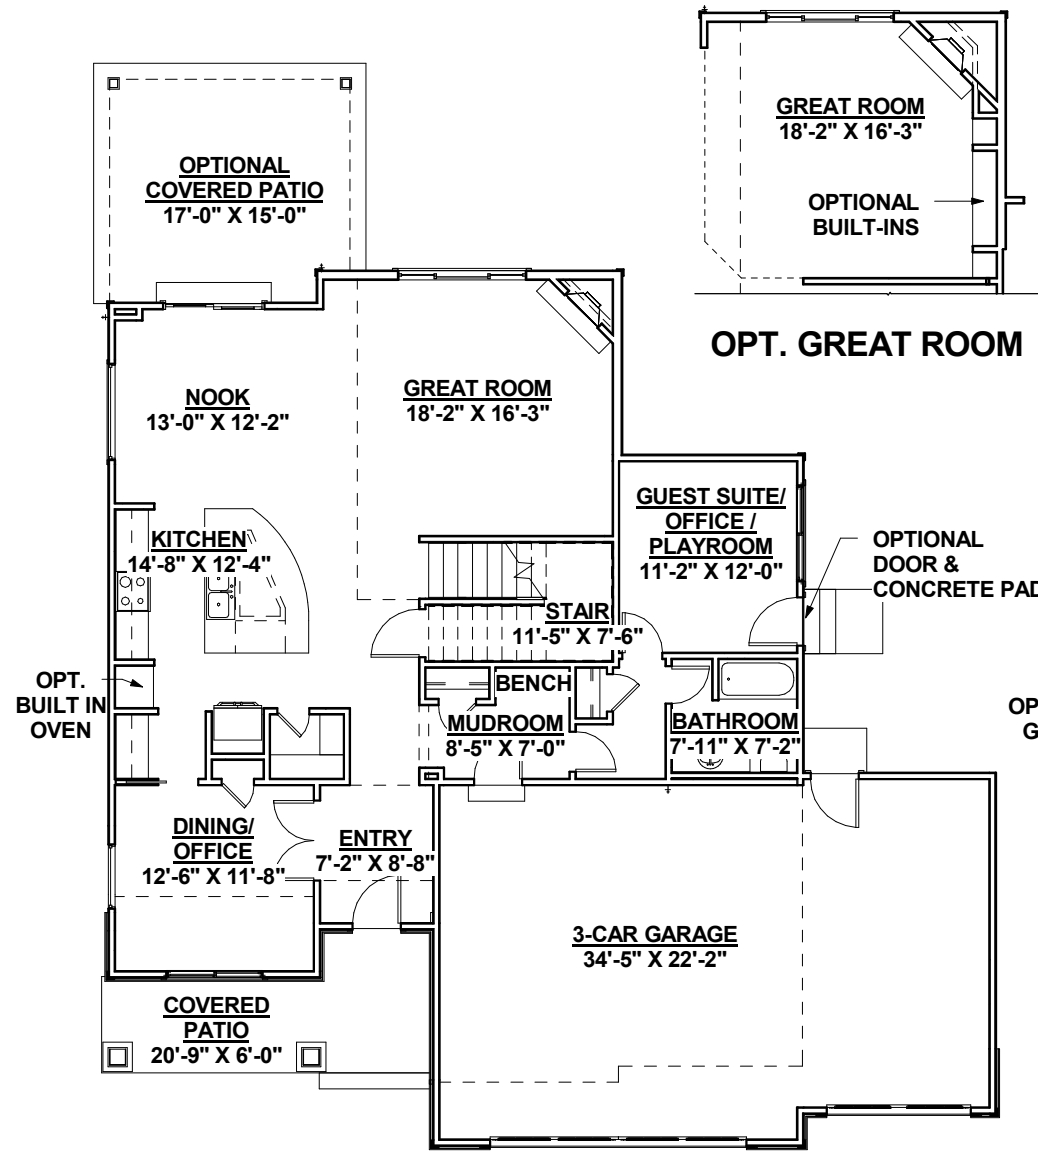 GREAT ROOM
18'-2" X 16'-3"
OPTIONAL
BUILT-INS
OPT. GREAT ROOM
OPTIONAL
COVERED PATIO
17'-0" X 15'-0"
NOOK
13'-0" X 12'-2"
GREAT ROOM
18'-2" X 16'-3"
GUEST SUITE/
OFFICE /
PLAYROOM
11'-2" X 12'-0"
OPTIONAL
DOOR &
CONCRETE PAD
KITCHEN
14'-8" X 12'-4"
STAIR
11'-5" X 7'-6"
OPT.
BUILT IN
OVEN
BENCH
MUDROOM
8'-5" X 7'-0"
BATHROOM
7'-11" X 7'-2"
OP
G
DINING/
OFFICE
12'-6" X 11'-8"
ENTRY
7'-2" X 8'-8"
3-CAR GARAGE
34'-5" X 22'-2"
COVERED
PATIO
20'-9" X 6'-0"